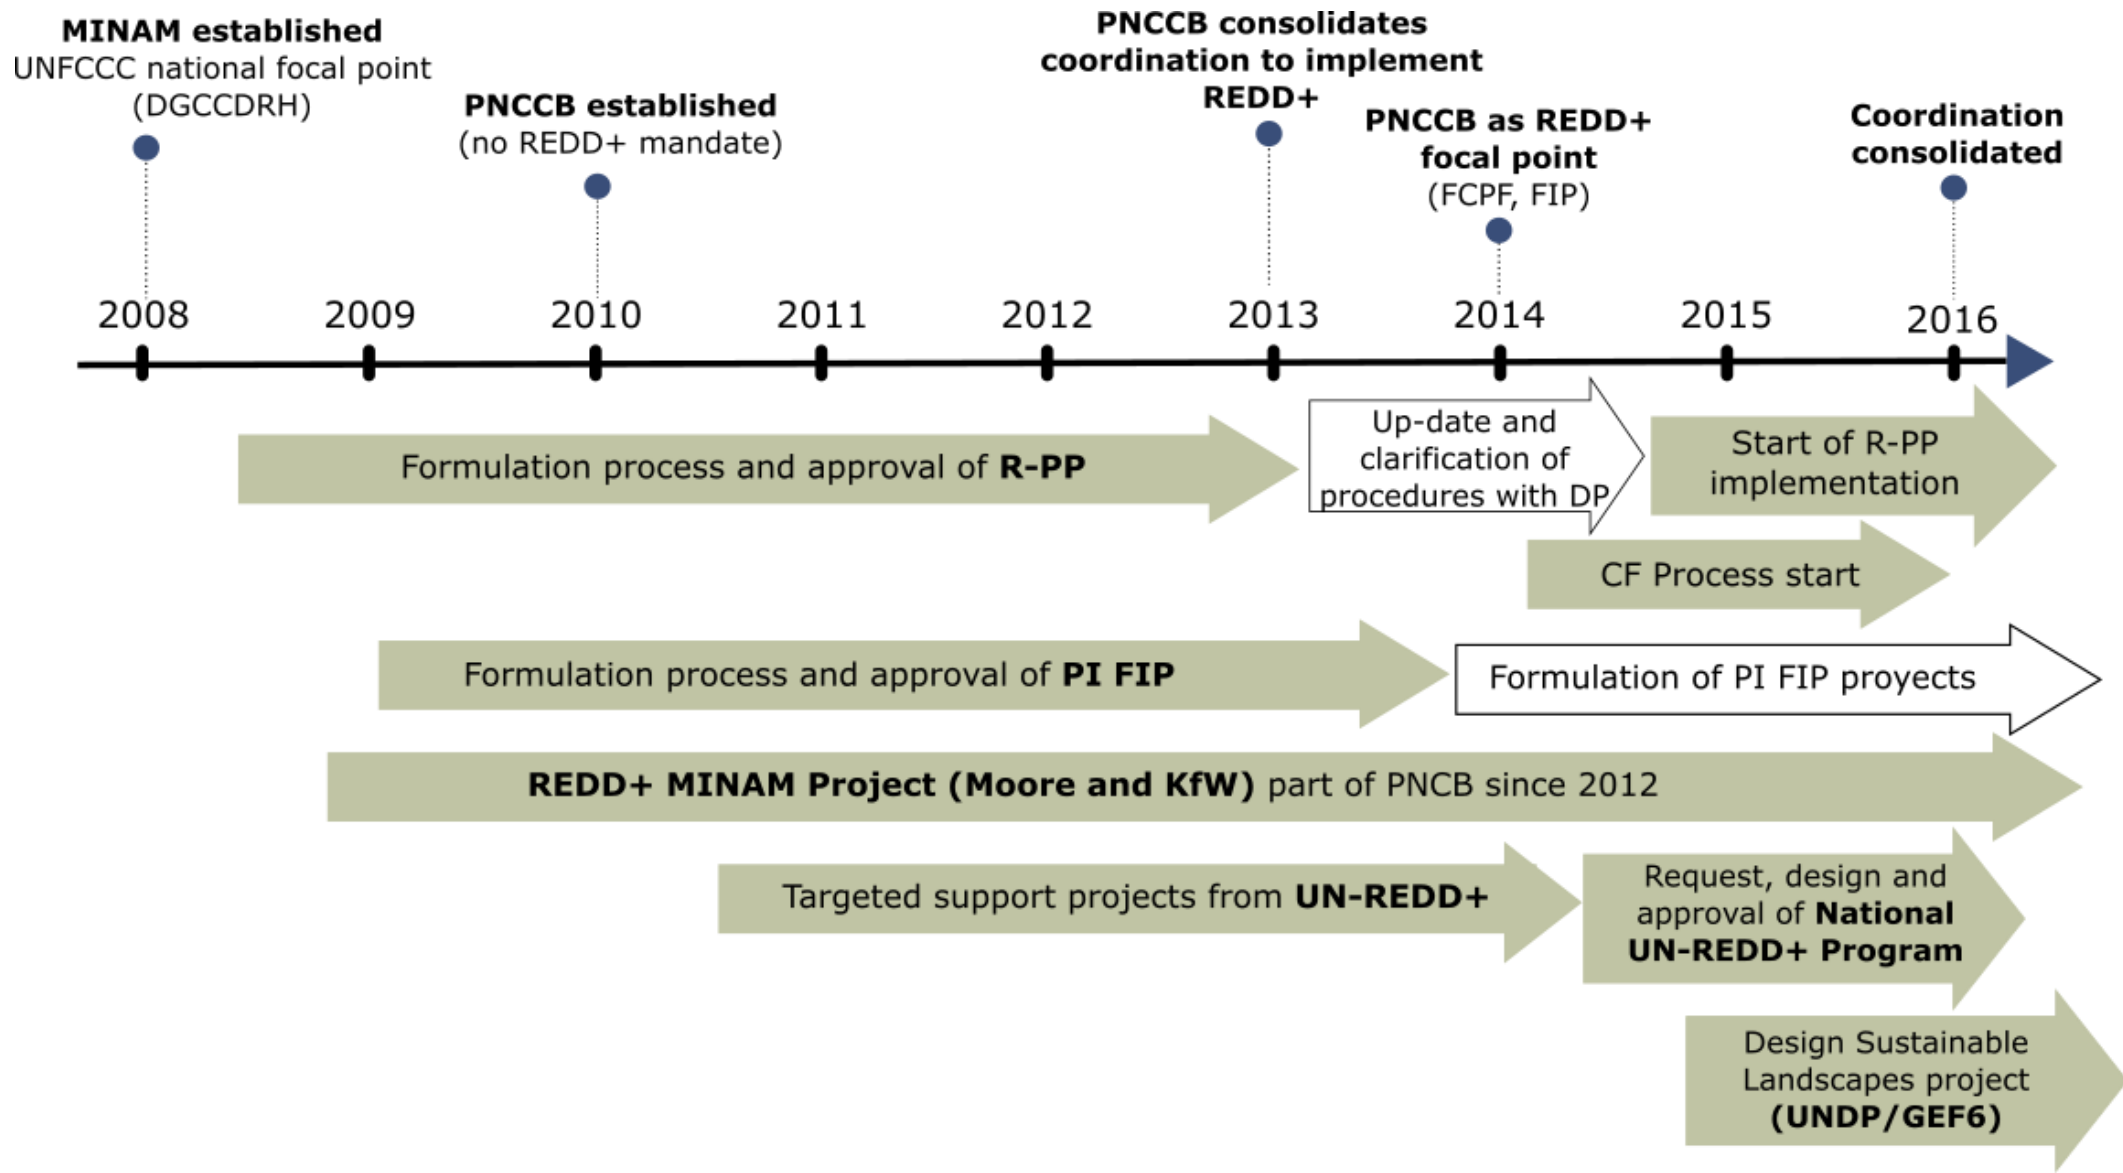 MINAM established
UNFCCC national focal point
(DGCCDRH)
PNCCB established
(no REDD+ mandate)
PNCCB consolidates
coordination to implement
REDD+
PNCCB as REDD+
focal point
(FCPF, FIP)
Coordination
consolidated
2008 2009 2010 2011 2012 2013 2014 2015 2016
Formulation process and approval of R-PP
Up-date and
clarification of
procedures with DP
Start of R-PP
implementation
CF Process start
Formulation process and approval of PI FIP
Formulation of PI FIP proyects
REDD+ MINAM Project (Moore and KfW) part of PNCB since 2012
Targeted support projects from UN-REDD+
Request, design and
approval of National
UN-REDD+ Program
Design Sustainable
Landscapes project
(UNDP/GEF6)